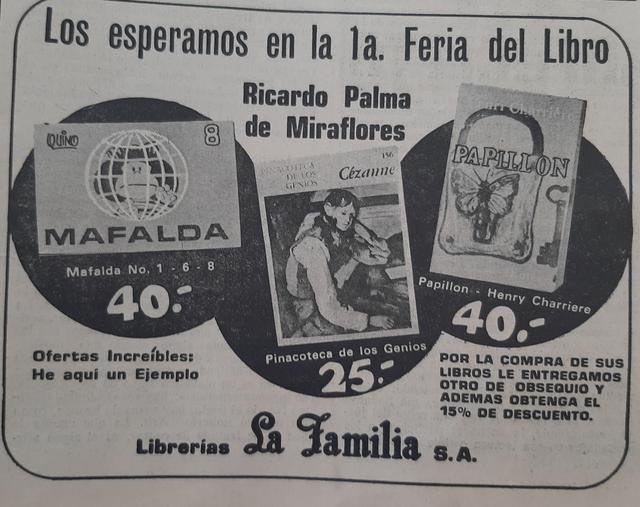 Los esperamos en la 1a. Feria del Libro
Ricardo Palma
de Miraflores
QUINO
8
MAFALDA
Mafalda No. 1 - 6 - 8
40.-
156
PINACOTECA
DE LOS
GENIOS
Cézanne
Pinacoteca de los Genios
25.-
PAPILLON
Papillon - Henry Charriere
40.-
Ofertas Increíbles:
He aquí un Ejemplo
POR LA COMPRA DE SUS
LIBROS LE ENTREGAMOS
OTRO DE OBSEQUIO Y
ADEMAS OBTENGA EL
15% DE DESCUENTO.
Librerías La Familia S.A.